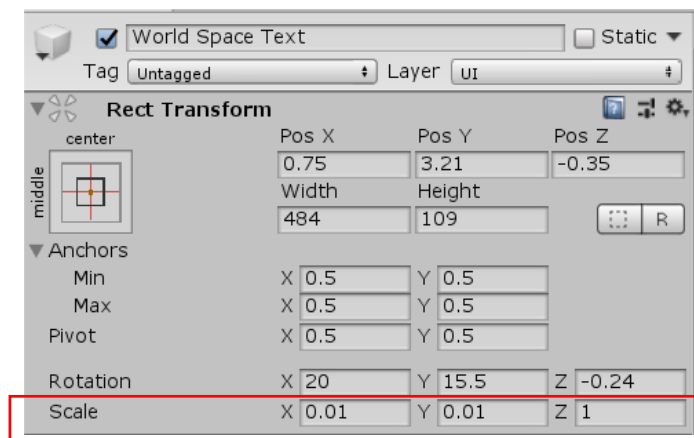 World Space Text Static
Tag Untagged Layer UI
Rect Transform
center Pos X Pos Y Pos Z
middle 0.75 3.21 -0.35
Width Height
484 109 R
Anchors
Min X 0.5 Y 0.5
Max X 0.5 Y 0.5
Pivot X 0.5 Y 0.5
Rotation X 20 Y 15.5 Z -0.24
Scale X 0.01 Y 0.01 Z 1